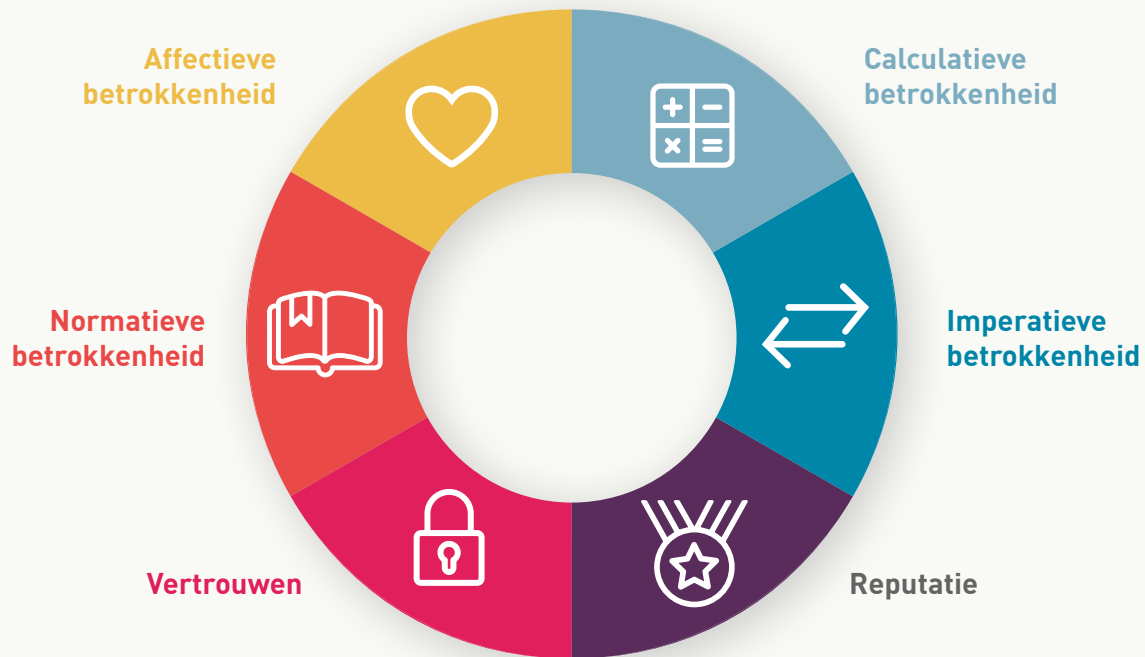 Affectieve
betrokkenheid
Calculatieve
betrokkenheid
Normatieve
betrokkenheid
Imperatieve
betrokkenheid
Vertrouwen
Reputatie